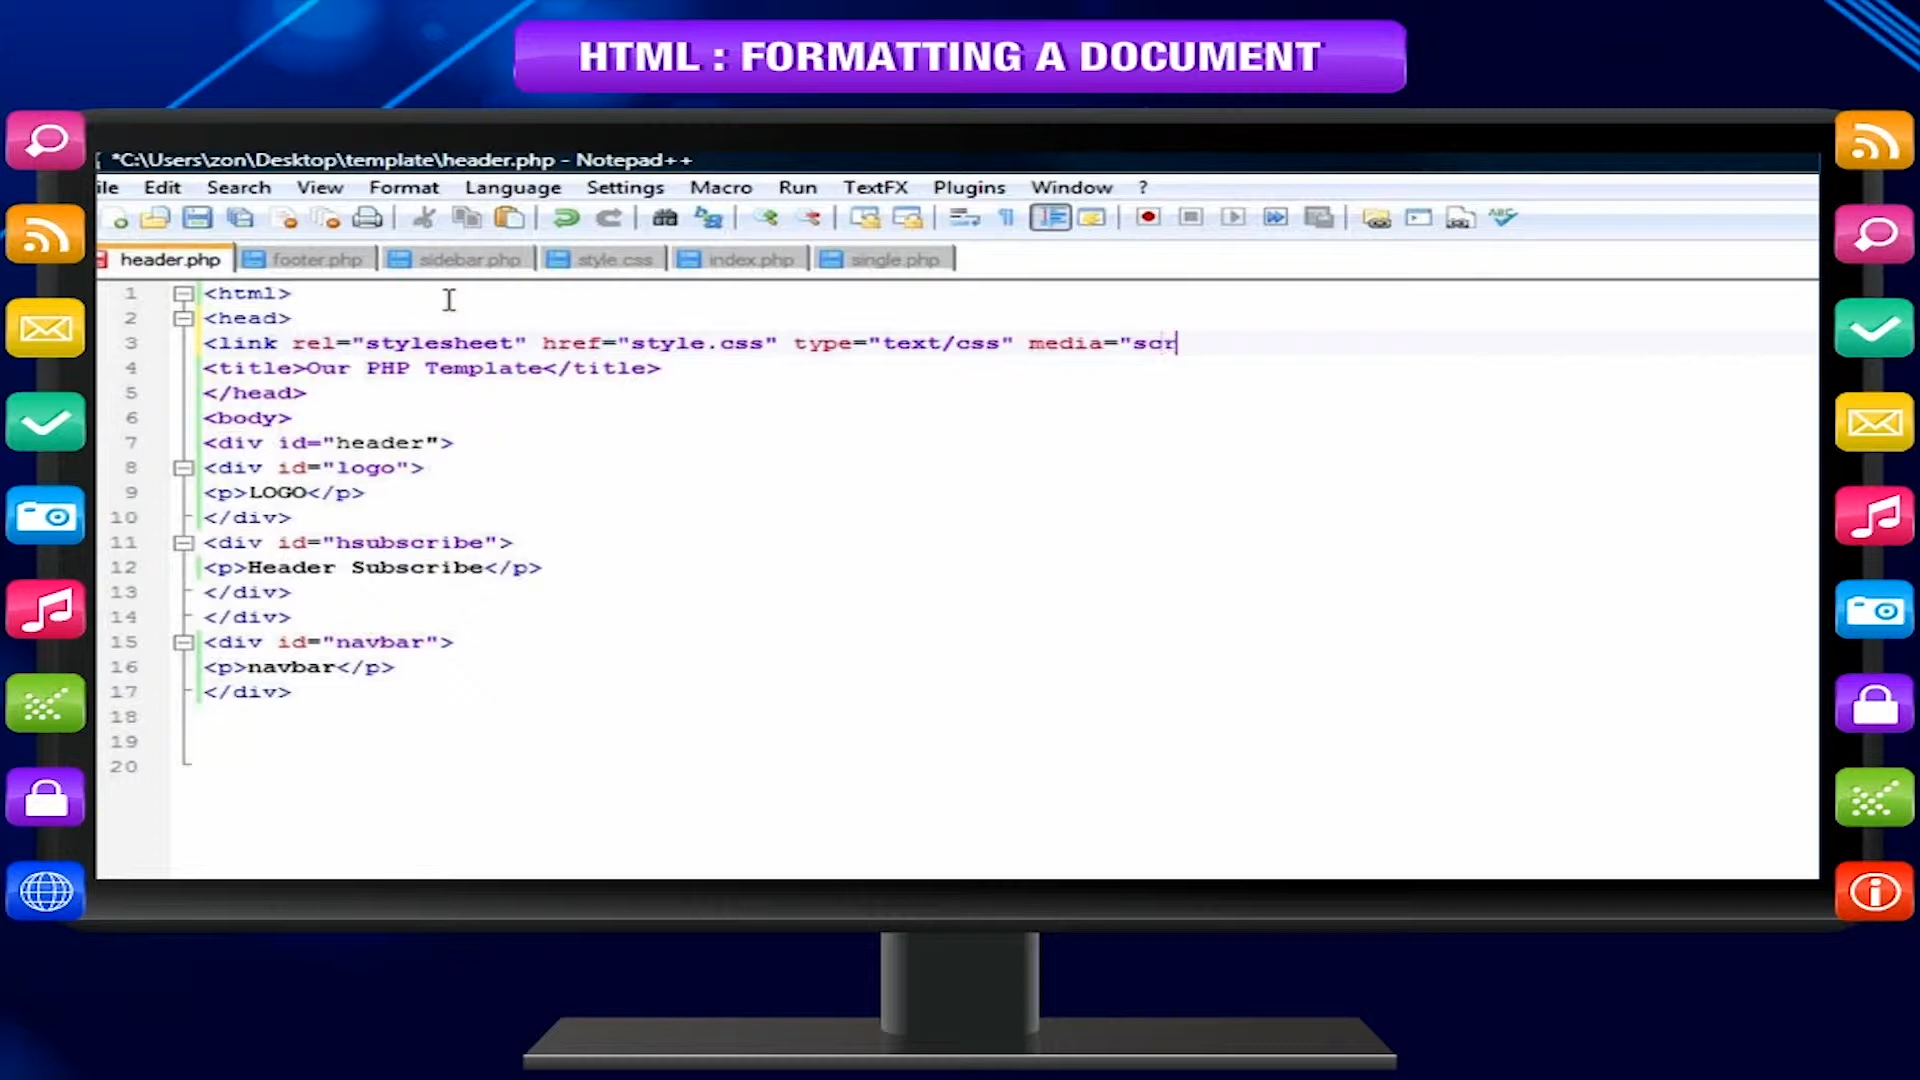 HTML : FORMATTING A DOCUMENT
*C:\Users\zon\Desktop\template\header.php - Notepad++
ile Edit Search View Format Language Settings Macro Run TextFX Plugins Window ?
header.php footer.php sidebar.php style.css index.php single.php
1 <html>
2 <head>
3 <link rel="stylesheet" href="style.css" type="text/css" media="scr
4 <title>Our PHP Template</title>
5 </head>
6 <body>
7 <div id="header">
8 <div id="logo">
9 <p>LOGO</p>
10 </div>
11 <div id="hsubscribe">
12 <p>Header Subscribe</p>
13 </div>
14 </div>
15 <div id="navbar">
16 <p>navbar</p>
17 </div>
18
19
20